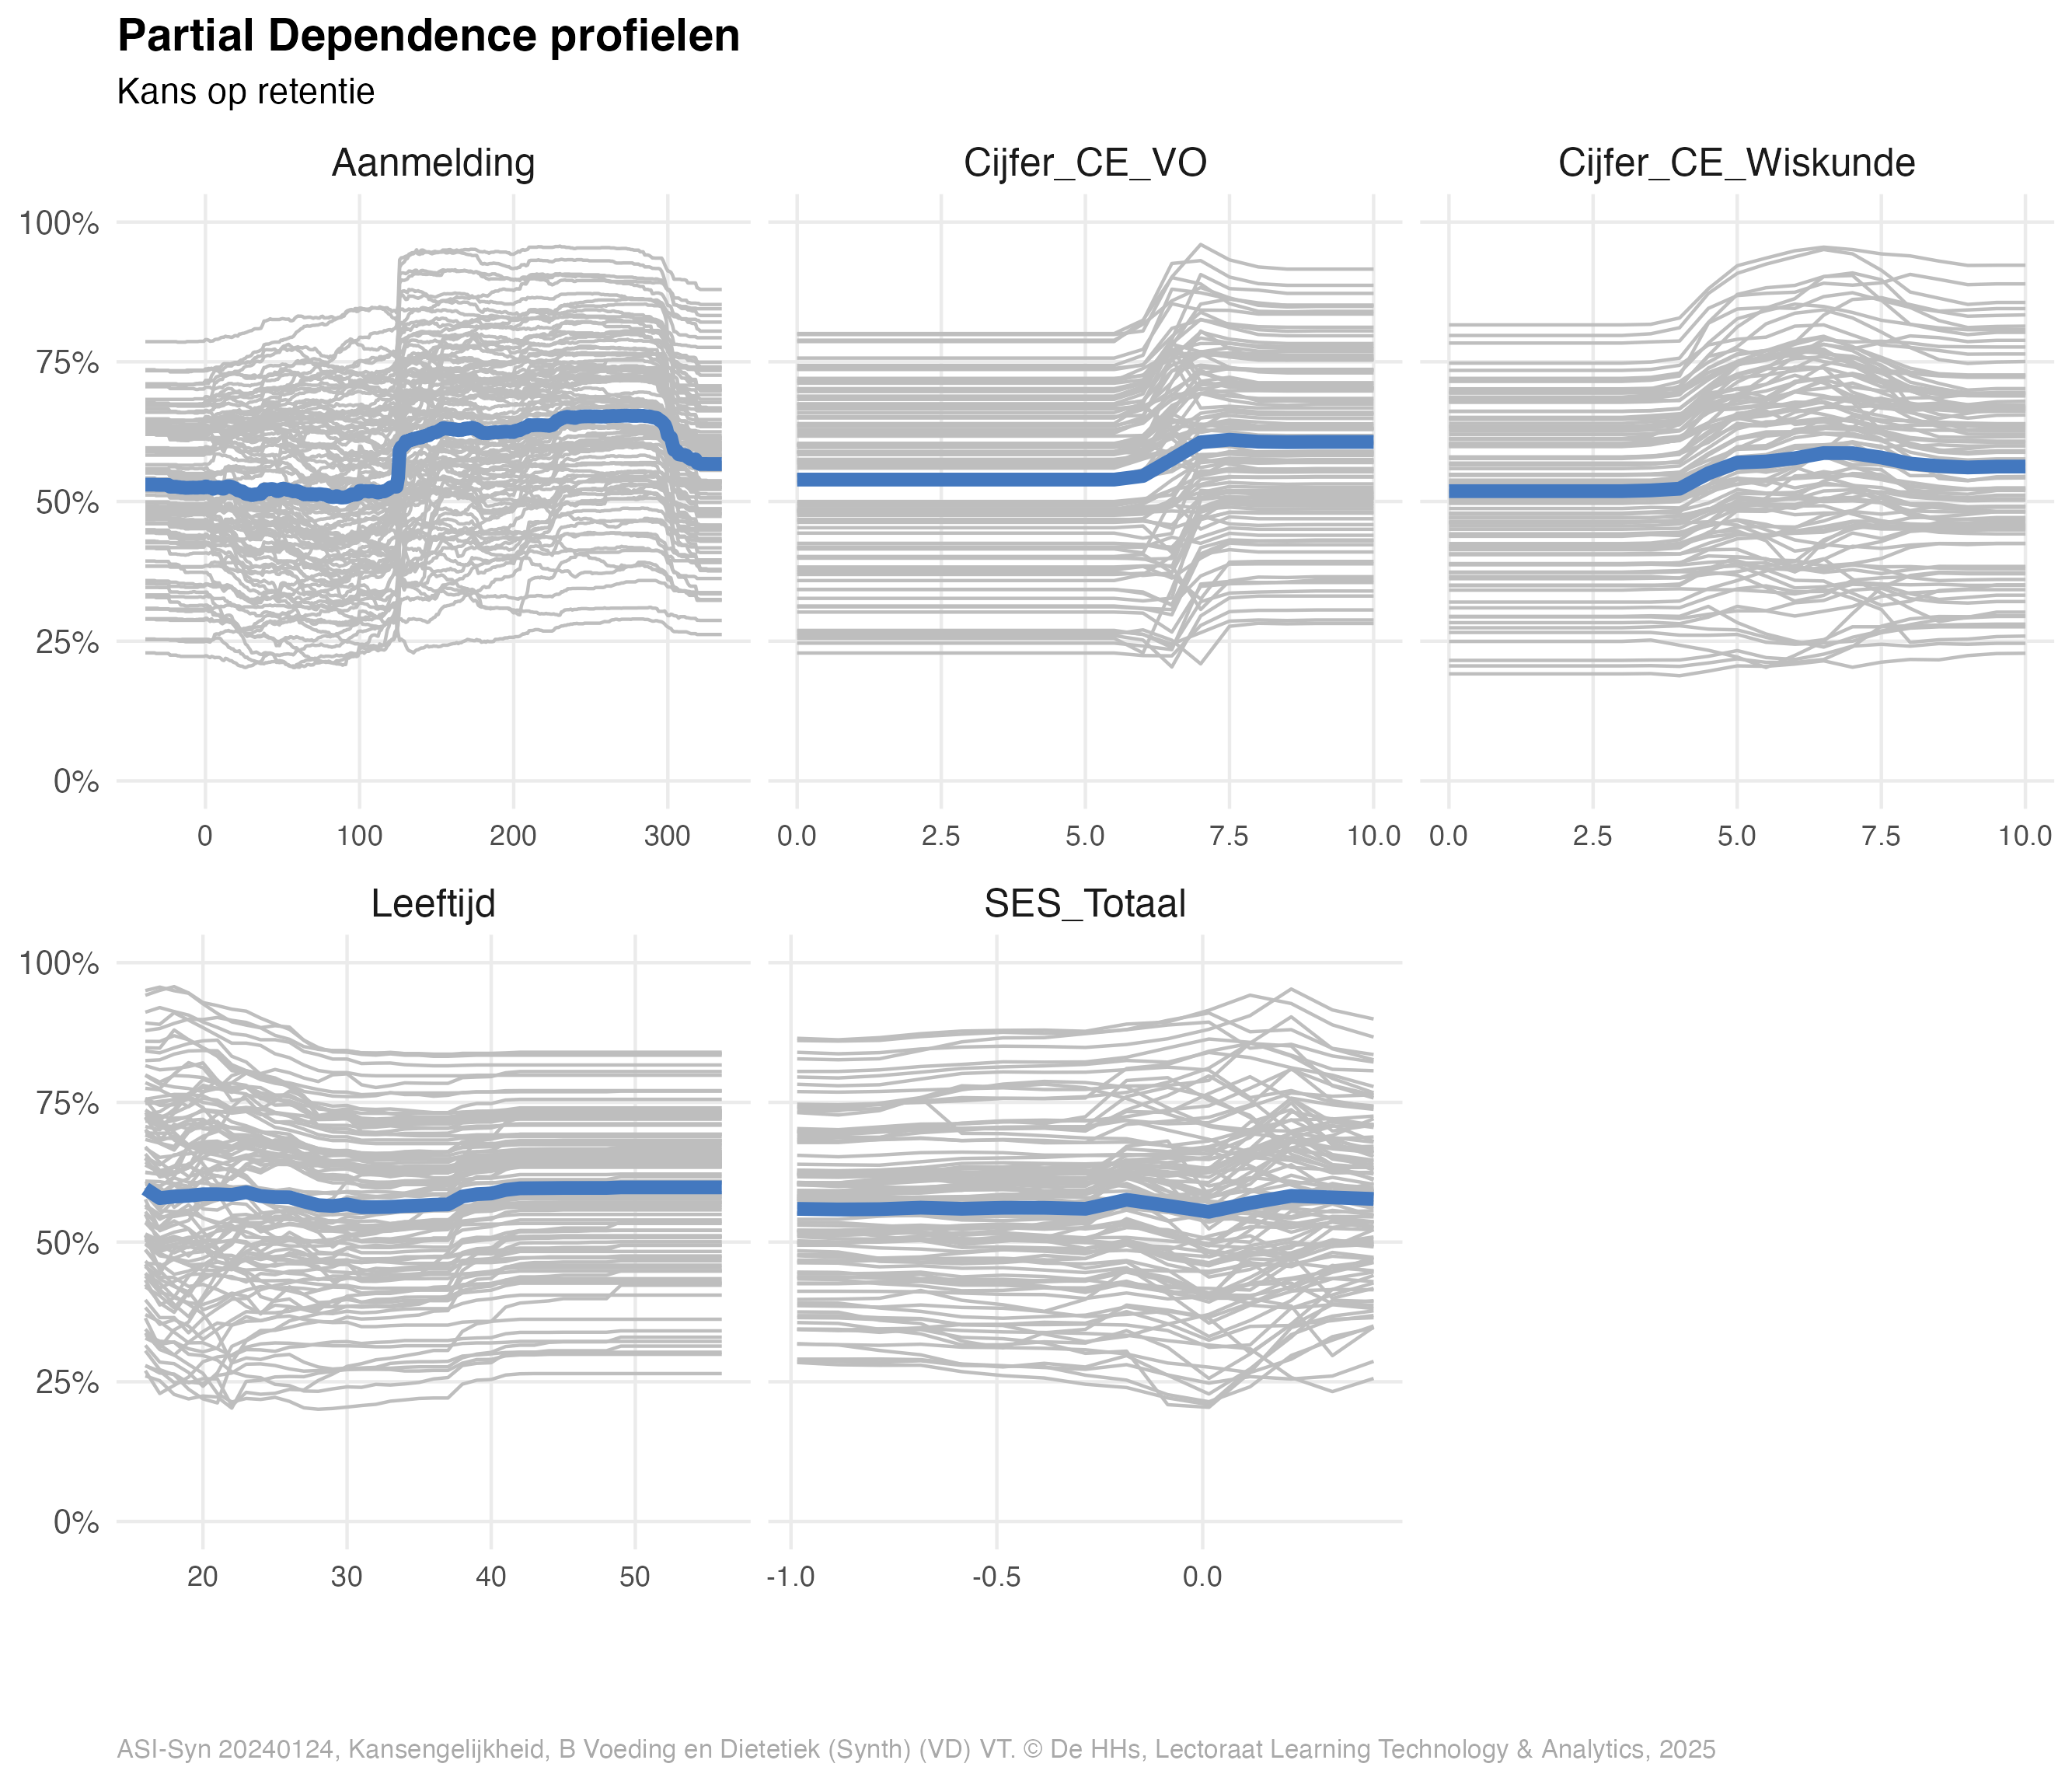 Partial Dependence profielen
Kans op retentie
Aanmelding
Cijfer_CE_VO
Cijfer_CE_Wiskunde
100%
75%
50%
25%
0%
0 100 200 300
0.0 2.5 5.0 7.5 10.0
0.0 2.5 5.0 7.5 10.0
Leeftijd
SES_Totaal
100%
75%
50%
25%
0%
20 30 40 50
-1.0 -0.5 0.0
ASI-Syn 20240124, Kansengelijkheid, B Voeding en Dietetiek (Synth) (VD) VT. © De HHs, Lectoraat Learning Technology & Analytics, 2025